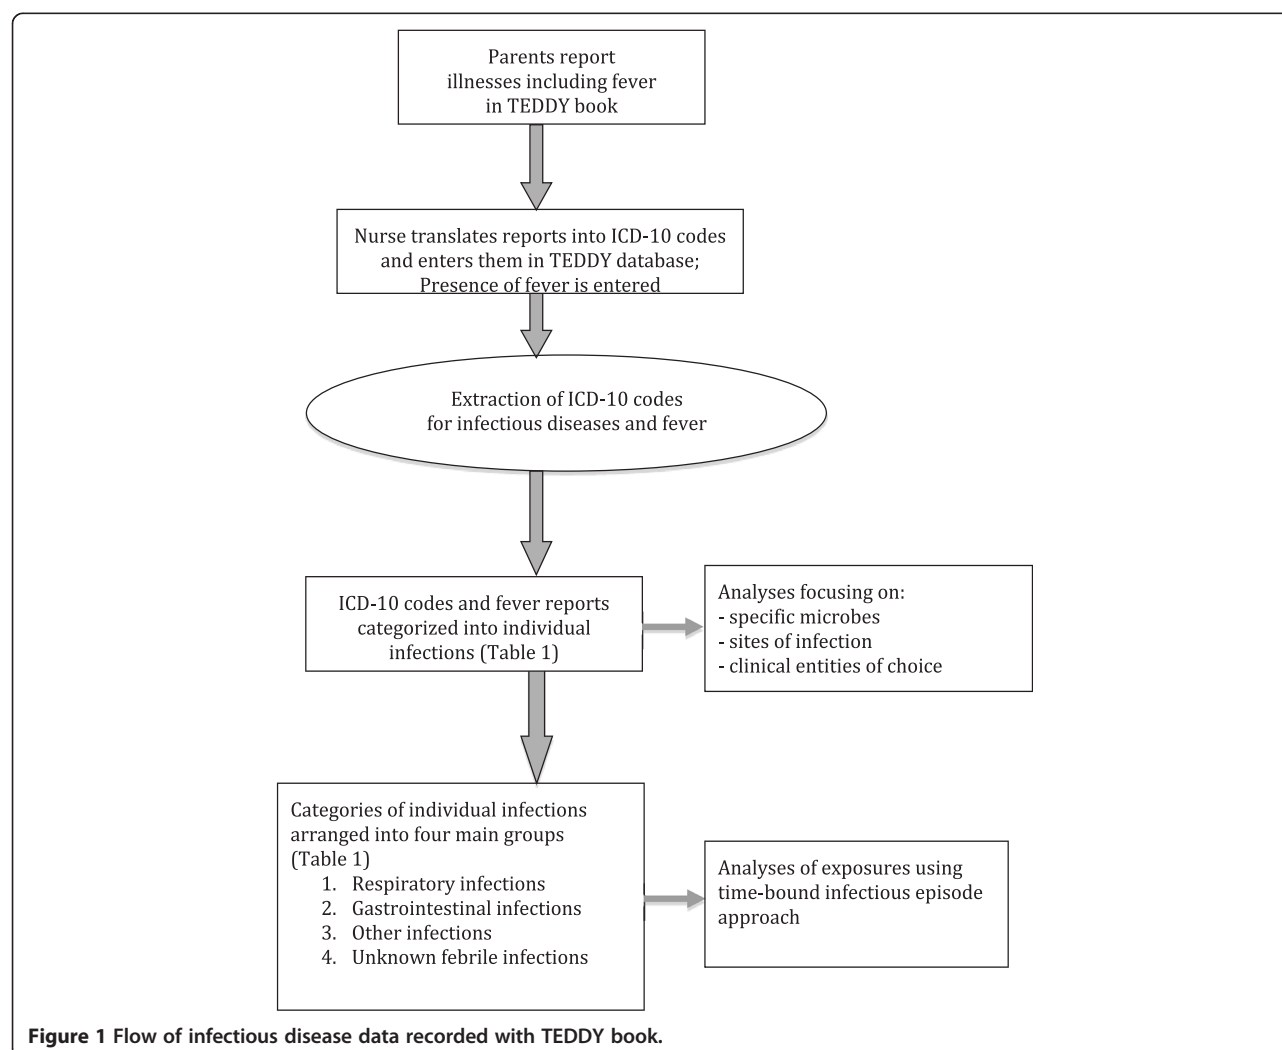 Parents report
illnesses including fever
in TEDDY book
Nurse translates reports into ICD-10 codes
and enters them in TEDDY database;
Presence of fever is entered
Extraction of ICD-10 codes
for infectious diseases and fever
ICD-10 codes and fever reports
categorized into individual
infections (Table 1)
Analyses focusing on:
- specific microbes
- sites of infection
- clinical entities of choice
Categories of individual infections
arranged into four main groups
(Table 1)
1. Respiratory infections
2. Gastrointestinal infections
3. Other infections
4. Unknown febrile infections
Analyses of exposures using
time-bound infectious episode
approach
Figure 1 Flow of infectious disease data recorded with TEDDY book.